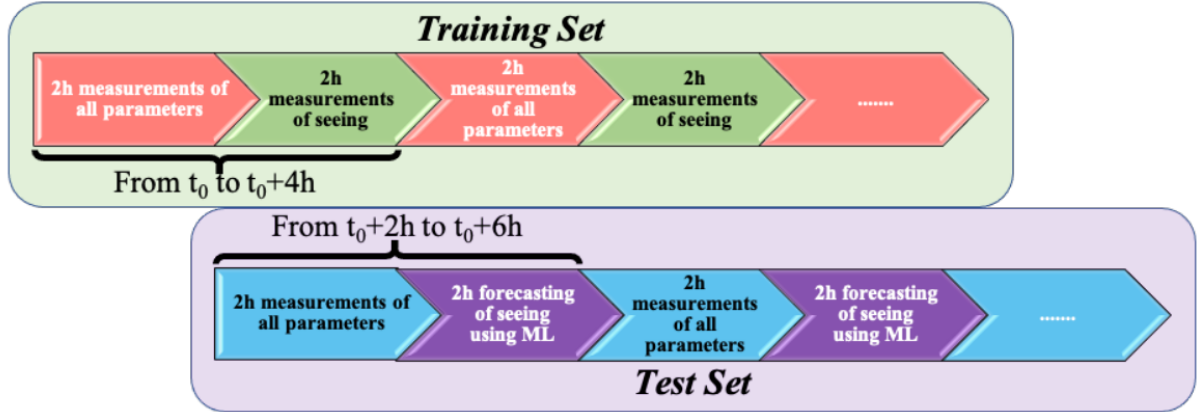 Training Set
2h measurements of
all parameters
2h
measurements
of seeing
2h
measurements
of all
parameters
2h
measurements
of seeing
.......
From t₀ to t₀+4h
From t₀+2h to t₀+6h
2h measurements of
all parameters
2h forecasting
of seeing
using ML
2h
measurements
of all
parameters
2h forecasting
of seeing
using ML
.......
Test Set